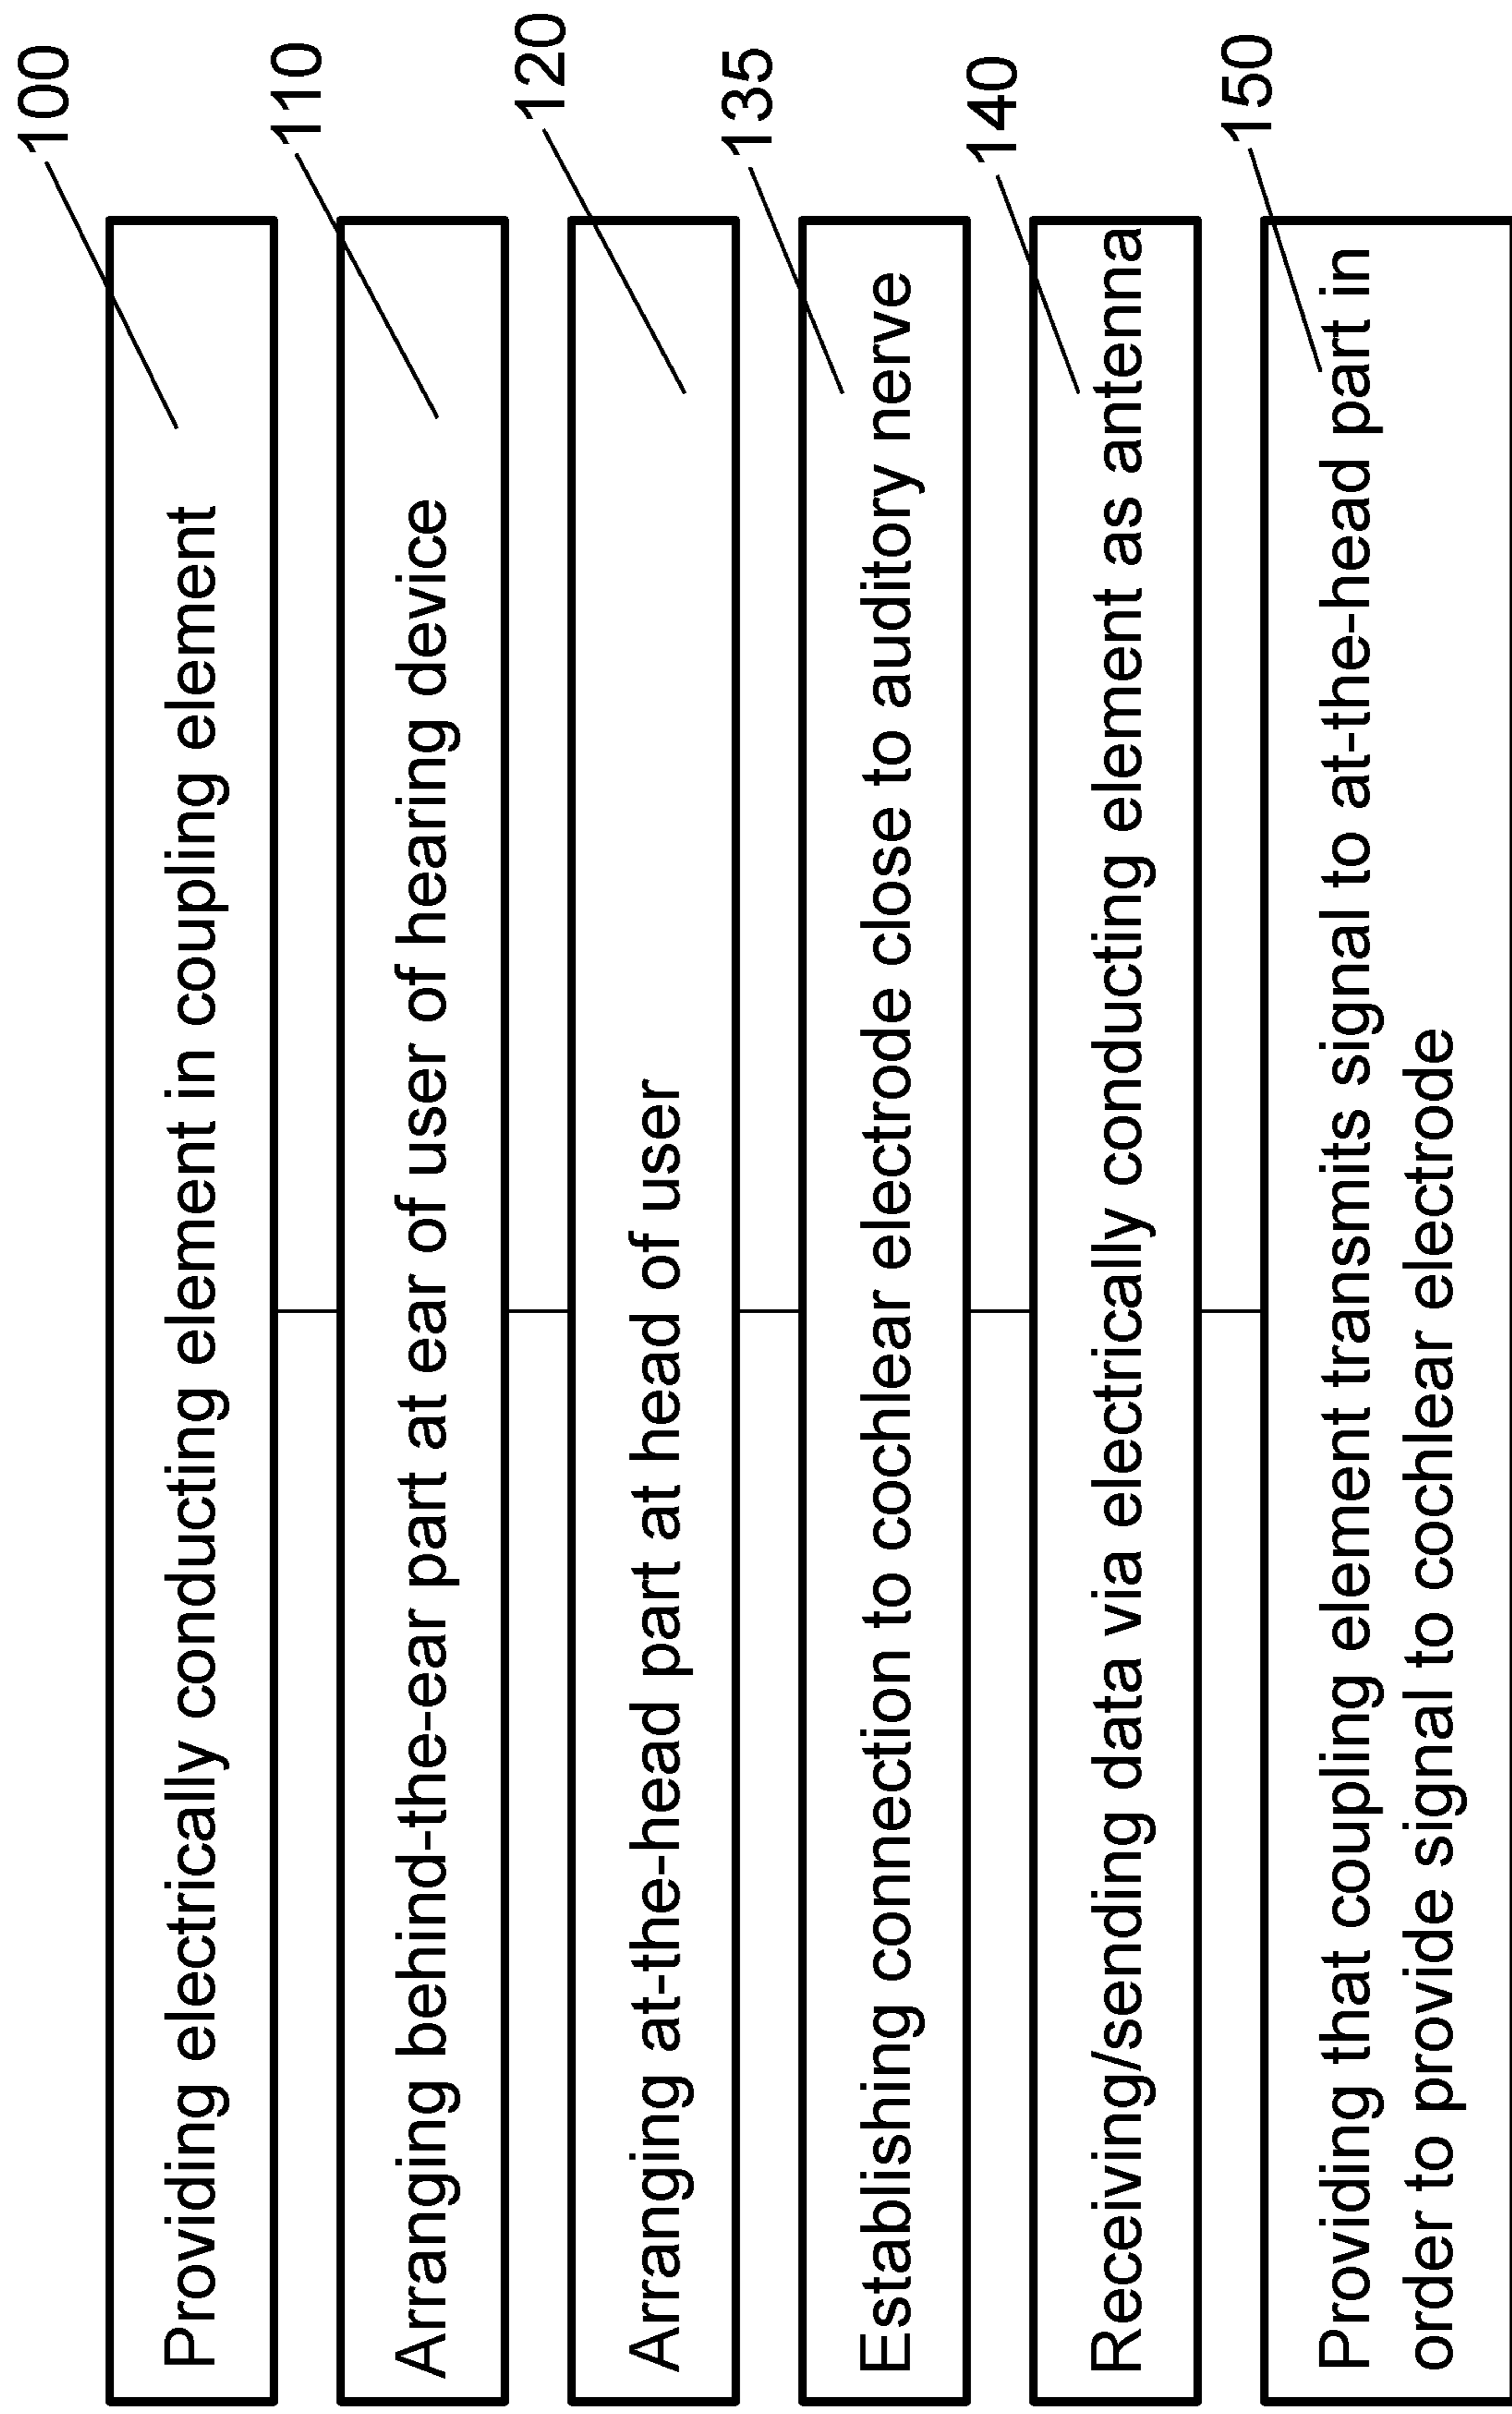 Providing electrically conducting element in coupling element
100
Arranging behind-the-ear part at ear of user of hearing device
110
Arranging at-the-head part at head of user
120
Establishing connection to cochlear electrode close to auditory nerve
135
Receiving/sending data via electrically conducting element as antenna
140
Providing that coupling element transmits signal to at-the-head part in
order to provide signal to cochlear electrode
150